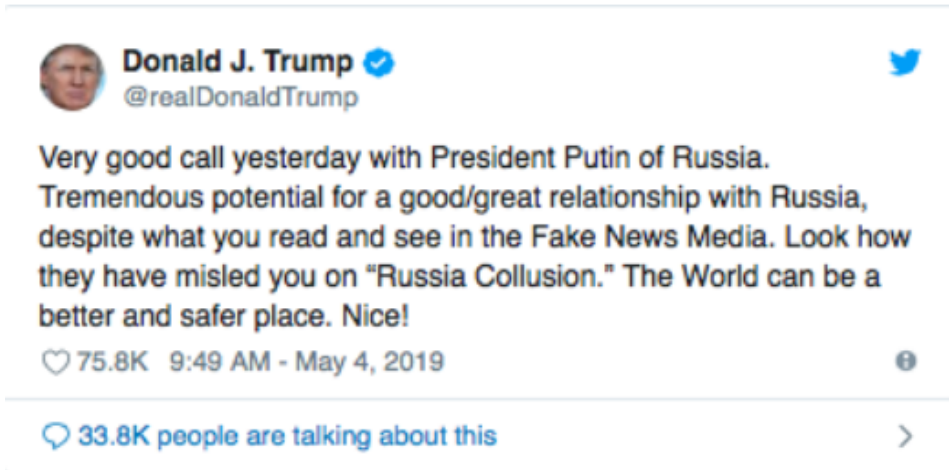 Donald J. Trump
@realDonaldTrump
Very good call yesterday with President Putin of Russia.
Tremendous potential for a good/great relationship with Russia,
despite what you read and see in the Fake News Media. Look how
they have misled you on “Russia Collusion.” The World can be a
better and safer place. Nice!
75.8K 9:49 AM - May 4, 2019
33.8K people are talking about this